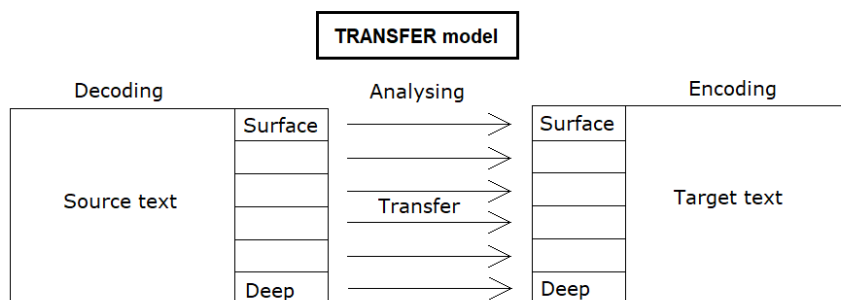 TRANSFER model
Decoding
Analysing
Encoding
Surface
Surface
Source text
Transfer
Target text
Deep
Deep